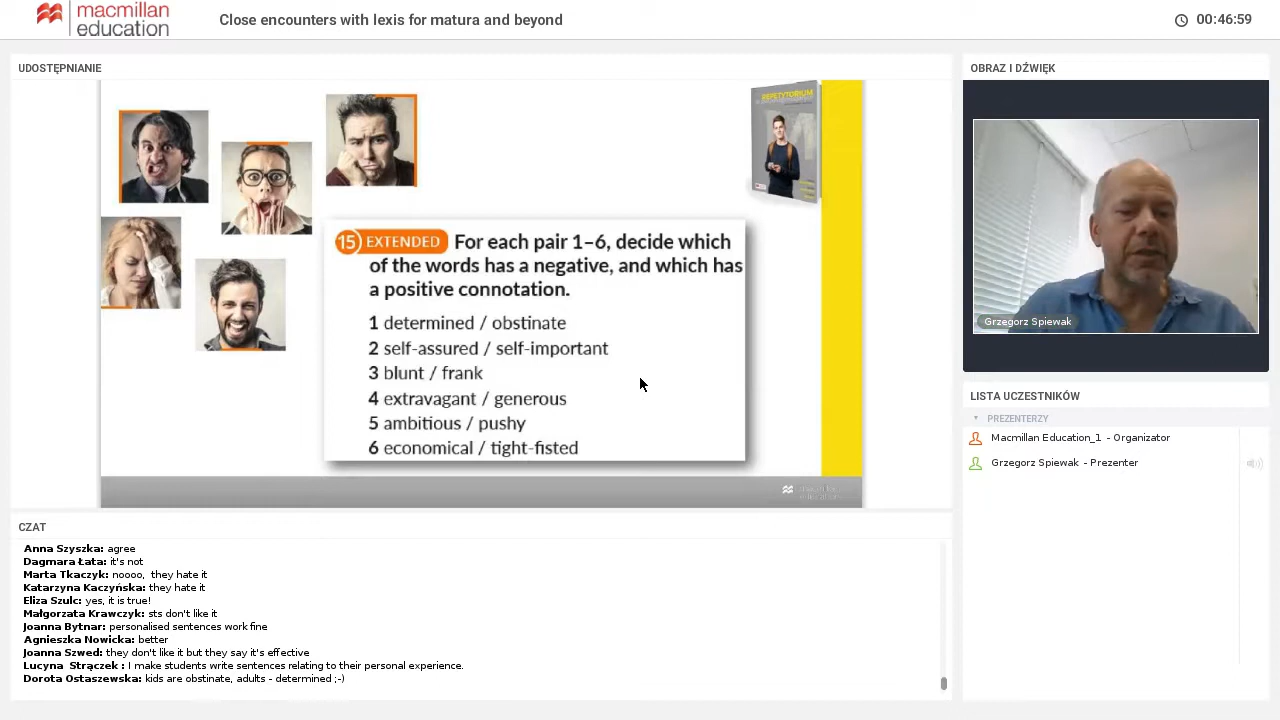 macmillan
education
Close encounters with lexis for matura and beyond
00:46:59
UDOSTĘPNIANIE
REPETYTORIUM
15 EXTENDED For each pair 1–6, decide which
of the words has a negative, and which has
a positive connotation.
1 determined / obstinate
2 self-assured / self-important
3 blunt / frank
4 extravagant / generous
5 ambitious / pushy
6 economical / tight-fisted
macmillan
education
OBRAZ I DŹWIĘK
Grzegorz Spiewak
LISTA UCZESTNIKÓW
PREZENTERZY
Macmillan Education_1 - Organizator
Grzegorz Spiewak - Prezenter
CZAT
Anna Szyszka: agree
Dagmara Łata: it's not
Marta Tkaczyk: noooo, they hate it
Katarzyna Kaczyńska: they hate it
Eliza Szulc: yes, it is true!
Małgorzata Krawczyk: sts don't like it
Joanna Bytnar: personalised sentences work fine
Agnieszka Nowicka: better
Joanna Szwed: they don't like it but they say it's effective
Lucyna Strączek : I make students write sentences relating to their personal experience.
Dorota Ostaszewska: kids are obstinate, adults - determined ;-)